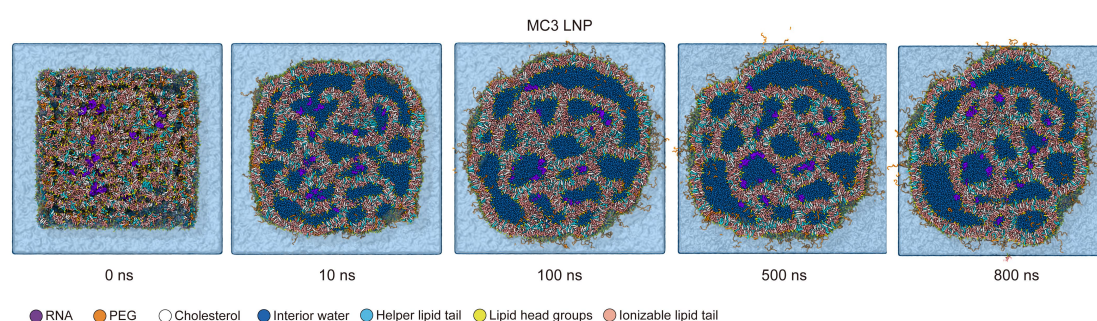 MC3 LNP
0 ns 10 ns 100 ns 500 ns 800 ns
RNA PEG Cholesterol Interior water Helper lipid tail Lipid head groups Ionizable lipid tail